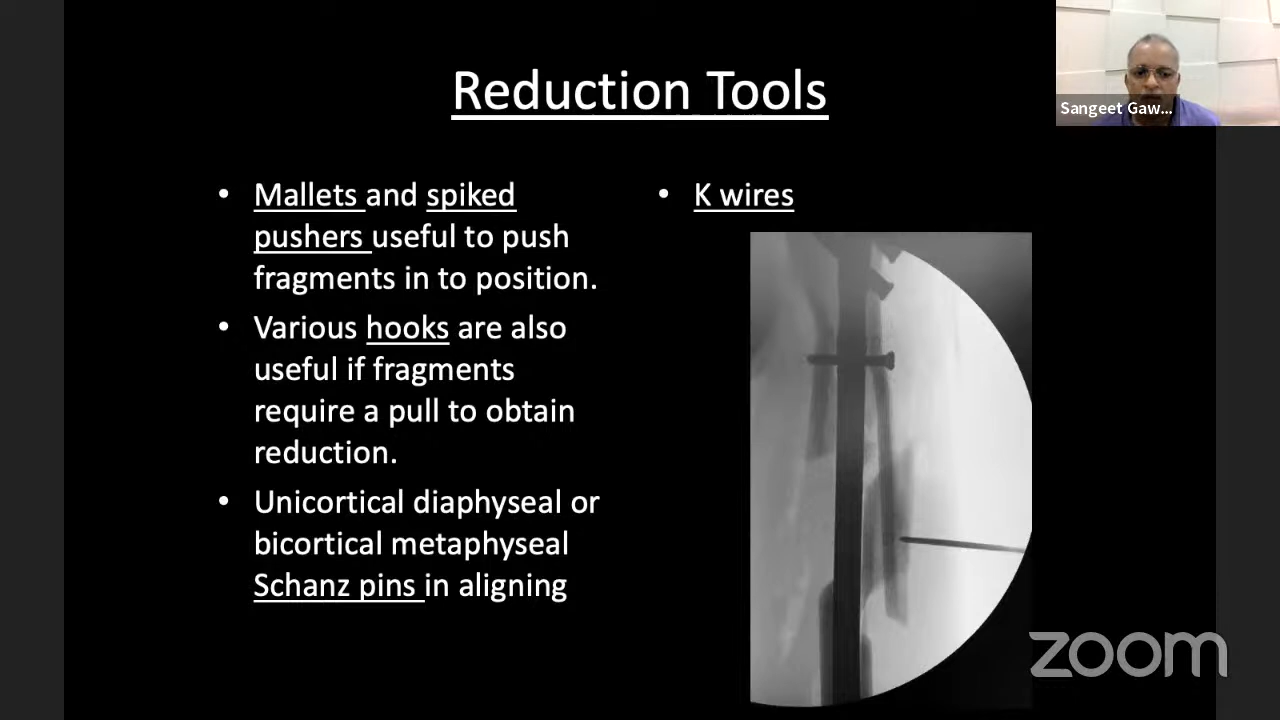 Reduction Tools
Sangeet Gaw...
• Mallets and spiked
pushers useful to push
fragments in to position.
• Various hooks are also
useful if fragments
require a pull to obtain
reduction.
• Unicortical diaphyseal or
bicortical metaphyseal
Schanz pins in aligning
• K wires
zoom